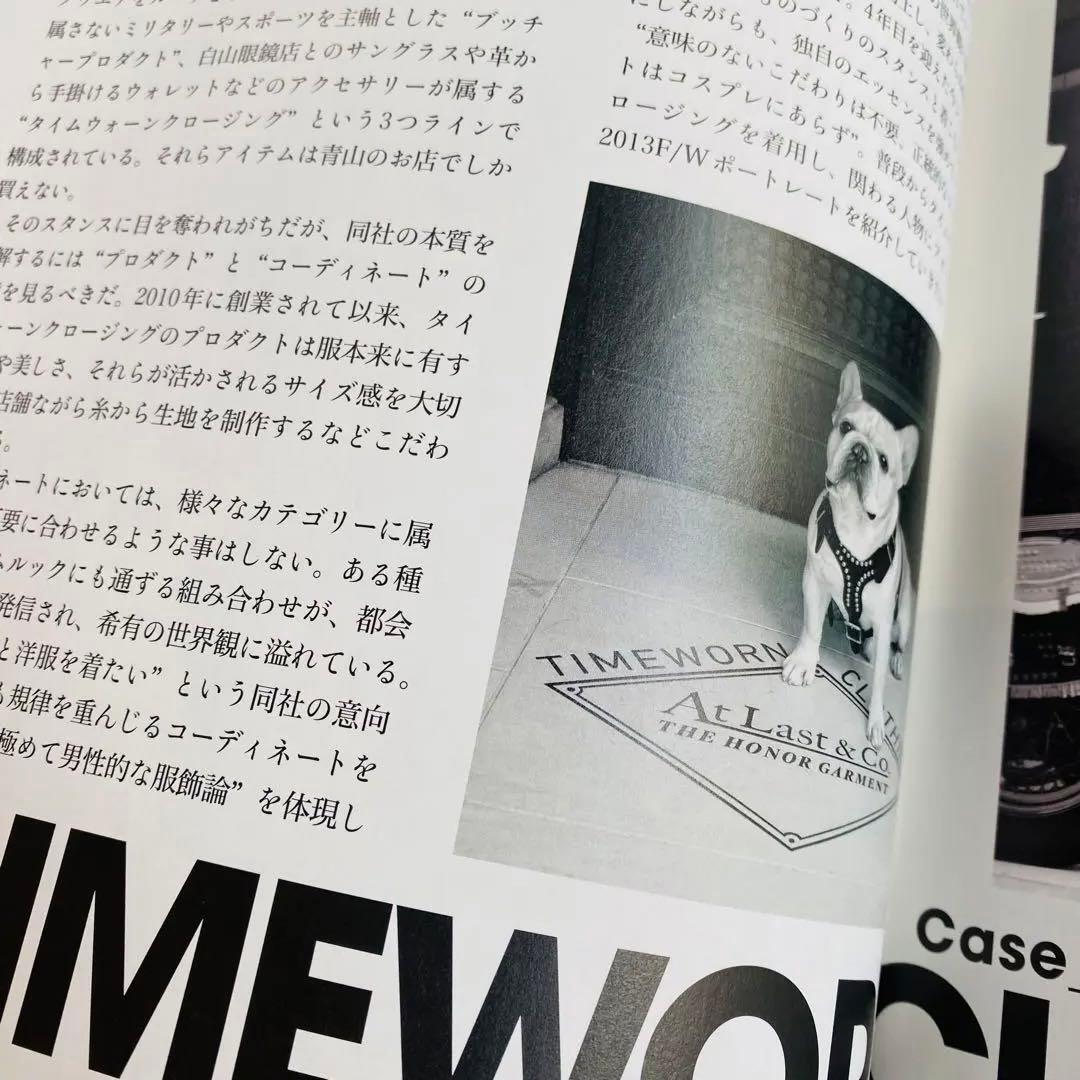 属さないミリタリーやスポーツを主軸とした“ブッチ
ャープロダクト”、白山眼鏡店とのサングラスや革か
ら手掛けるウォレットなどのアクセサリーが属する
“タイムウォーンクロージング”という3つラインで
構成されている。それらアイテムは青山のお店でしか
買えない。
そのスタンスに目を奪われがちだが、同社の本質を
解するには“プロダクト”と“コーディネート”の
を見るべきだ。2010年に創業されて以来、タイ
ォーンクロージングのプロダクトは服本来に有す
や美しさ、それらが活かされるサイズ感を大切
店舗ながら糸から生地を制作するなどこだわ
る。
ネートにおいては、様々なカテゴリーに属
要に合わせるような事はしない。ある種
ムルックにも通ずる組み合わせが、都会
発信され、希有の世界観に溢れている。
と洋服を着たい”という同社の意向
も規律を重んじるコーディネートを
極めて男性的な服飾論”を体現し
のづくりのスタンスと着
にしながらも、独自のエッセンスを
“意味のないこだわりは不要、正統的
トはコスプレにあらず”。普段からタイ
ロージングを着用し、関わる人物に
2013F/Wポートレートを紹介していき
TIMEWORN CL THI
At Last & Co
THE HONOR GARMENT
IMEWOR
Case_
CL